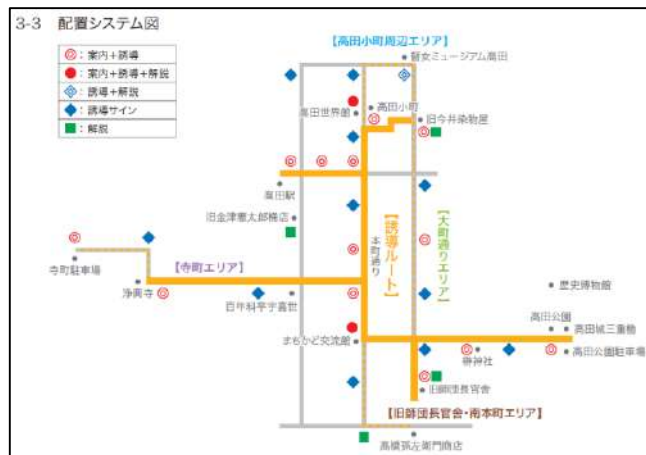 3-3 配置システム図
：案内＋誘導
：案内＋誘導＋解説
：誘導＋解説
：誘導サイン
：解説
【高田小町周辺エリア】
瞽女ミュージアム高田
高田世界館
高田小町
旧今井染物屋
高田駅
旧金津憲太郎桶店
【誘導ルート】
本町通り
【大町通りエリア】
【寺町エリア】
寺町駐車場
浄興寺
百年料亭宇喜世
歴史博物館
高田公園
高田城三重櫓
まちかど交流館
榊神社
高田公園駐車場
旧師団長官舎
【旧師団長官舎・南本町エリア】
高橋孫左衛門商店